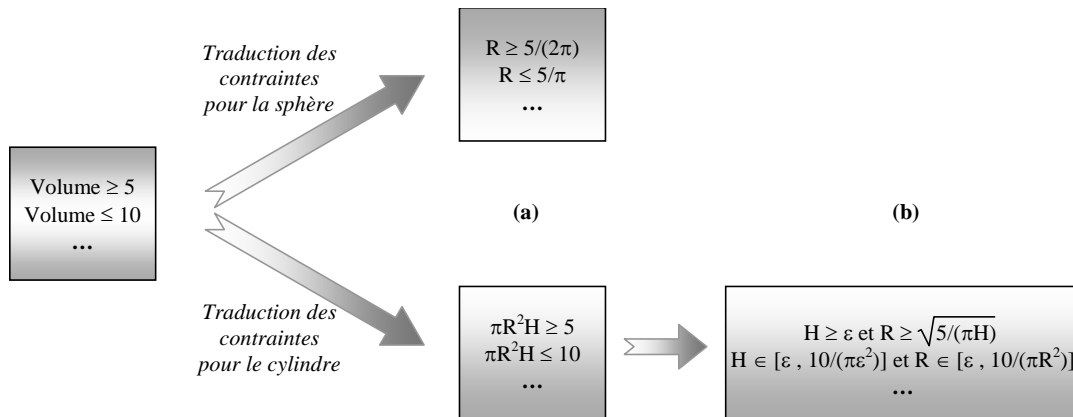 Traduction des
contraintes
pour la sphère
R ≥ 5/(2π)
R ≤ 5/π
...
Volume ≥ 5
Volume ≤ 10
...
(a)
(b)
Traduction des
contraintes
pour le cylindre
πR²H ≥ 5
πR²H ≤ 10
...
H ≥ ε et R ≥ √5/(πH)
H ∈ [ε , 10/(πε²)] et R ∈ [ε , 10/(πR²)]
...